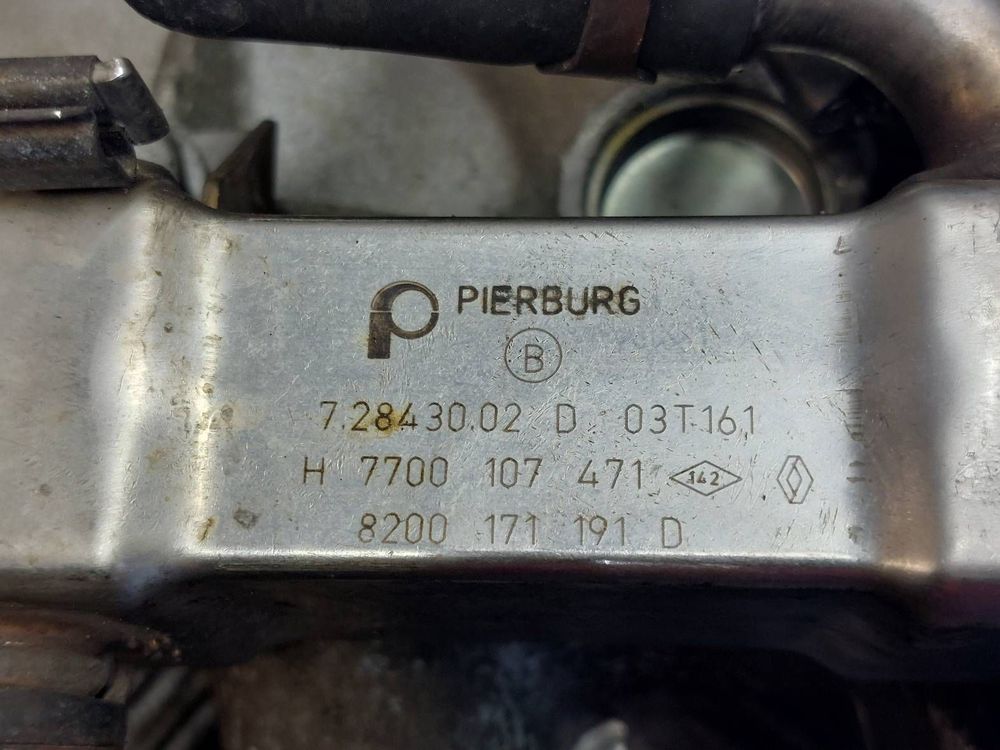 PIERBURG
B
7.28430.02 D 03T161
H 7700 107 471 142
8200 171 191 D